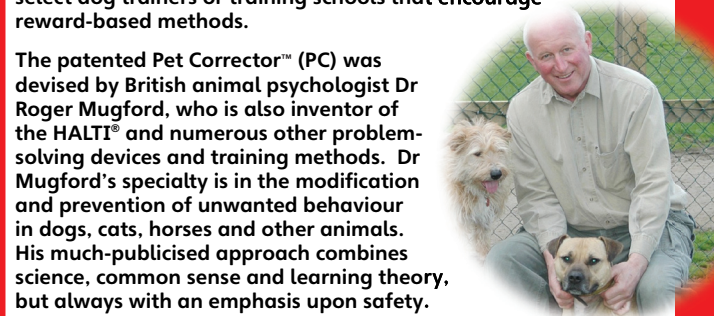 select dog trainers or training schools that encourage
reward-based methods.
The patented Pet Corrector™ (PC) was
devised by British animal psychologist Dr
Roger Mugford, who is also inventor of
the HALTI® and numerous other problem-
solving devices and training methods. Dr
Mugford's specialty is in the modification
and prevention of unwanted behaviour
in dogs, cats, horses and other animals.
His much-publicised approach combines
science, common sense and learning theory,
but always with an emphasis upon safety.